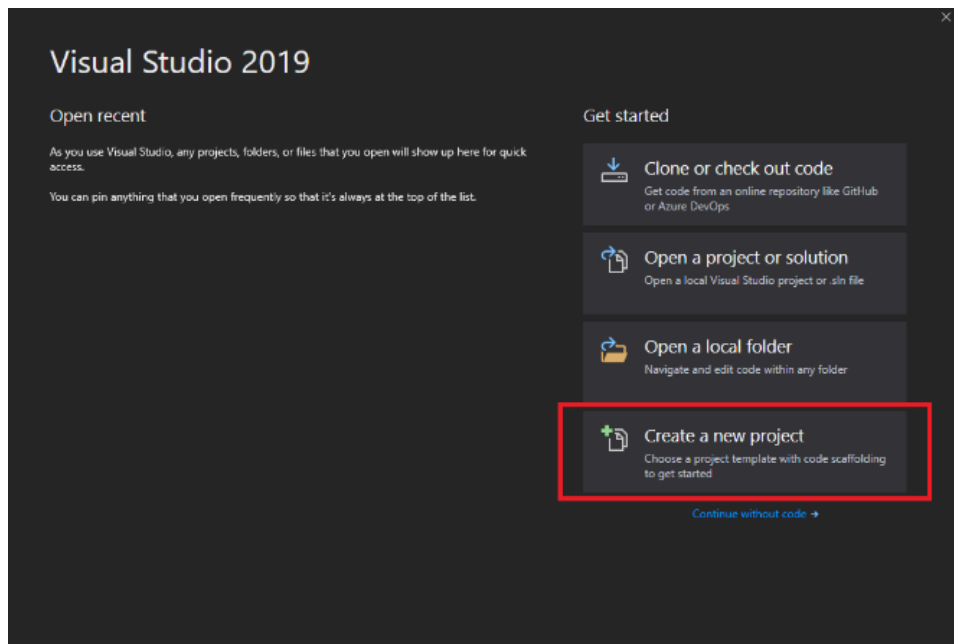 Visual Studio 2019
Open recent
As you use Visual Studio, any projects, folders, or files that you open will show up here for quick
access.
You can pin anything that you open frequently so that it's always at the top of the list.
Get started
Clone or check out code
Get code from an online repository like GitHub
or Azure DevOps
Open a project or solution
Open a local Visual Studio project or .sln file
Open a local folder
Navigate and edit code within any folder
Create a new project
Choose a project template with code scaffolding
to get started
Continue without code →